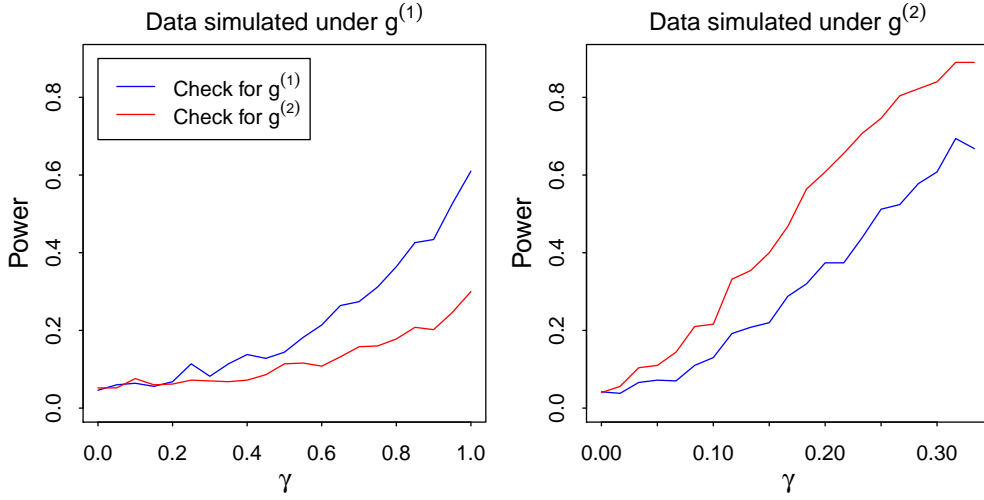 Data simulated under g^(1)
Power
0.8
0.6
0.4
0.2
0.0
Check for g^(1)
Check for g^(2)
0.0 0.2 0.4 0.6 0.8 1.0
γ
Data simulated under g^(2)
Power
0.8
0.6
0.4
0.2
0.0
0.00 0.10 0.20 0.30
γ